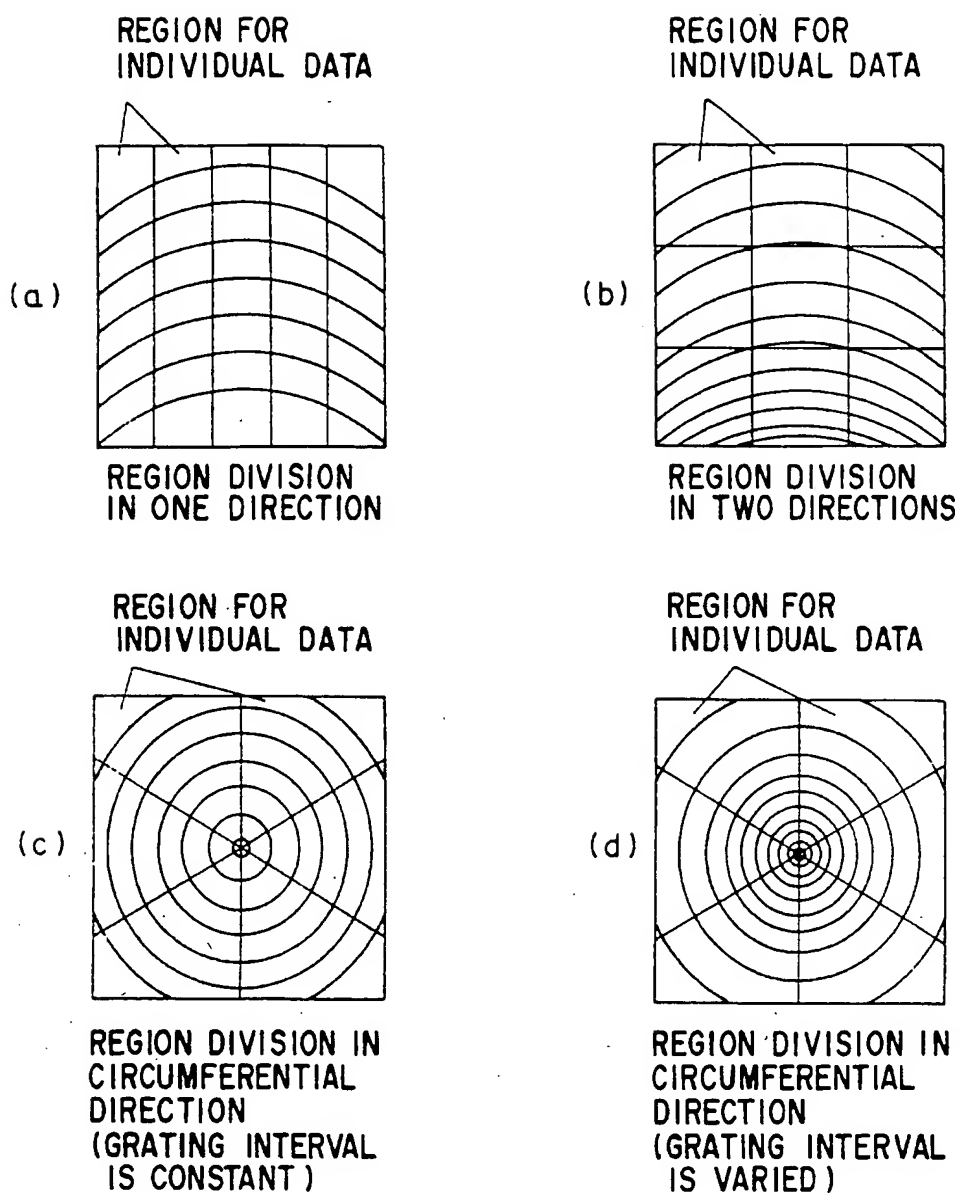 REGION FOR
INDIVIDUAL DATA
(a)
REGION DIVISION
IN ONE DIRECTION
REGION FOR
INDIVIDUAL DATA
(b)
REGION DIVISION
IN TWO DIRECTIONS
REGION FOR
INDIVIDUAL DATA
(c)
REGION DIVISION IN
CIRCUMFERENTIAL
DIRECTION
(GRATING INTERVAL
IS CONSTANT)
REGION FOR
INDIVIDUAL DATA
(d)
REGION DIVISION IN
CIRCUMFERENTIAL
DIRECTION
(GRATING INTERVAL
IS VARIED)